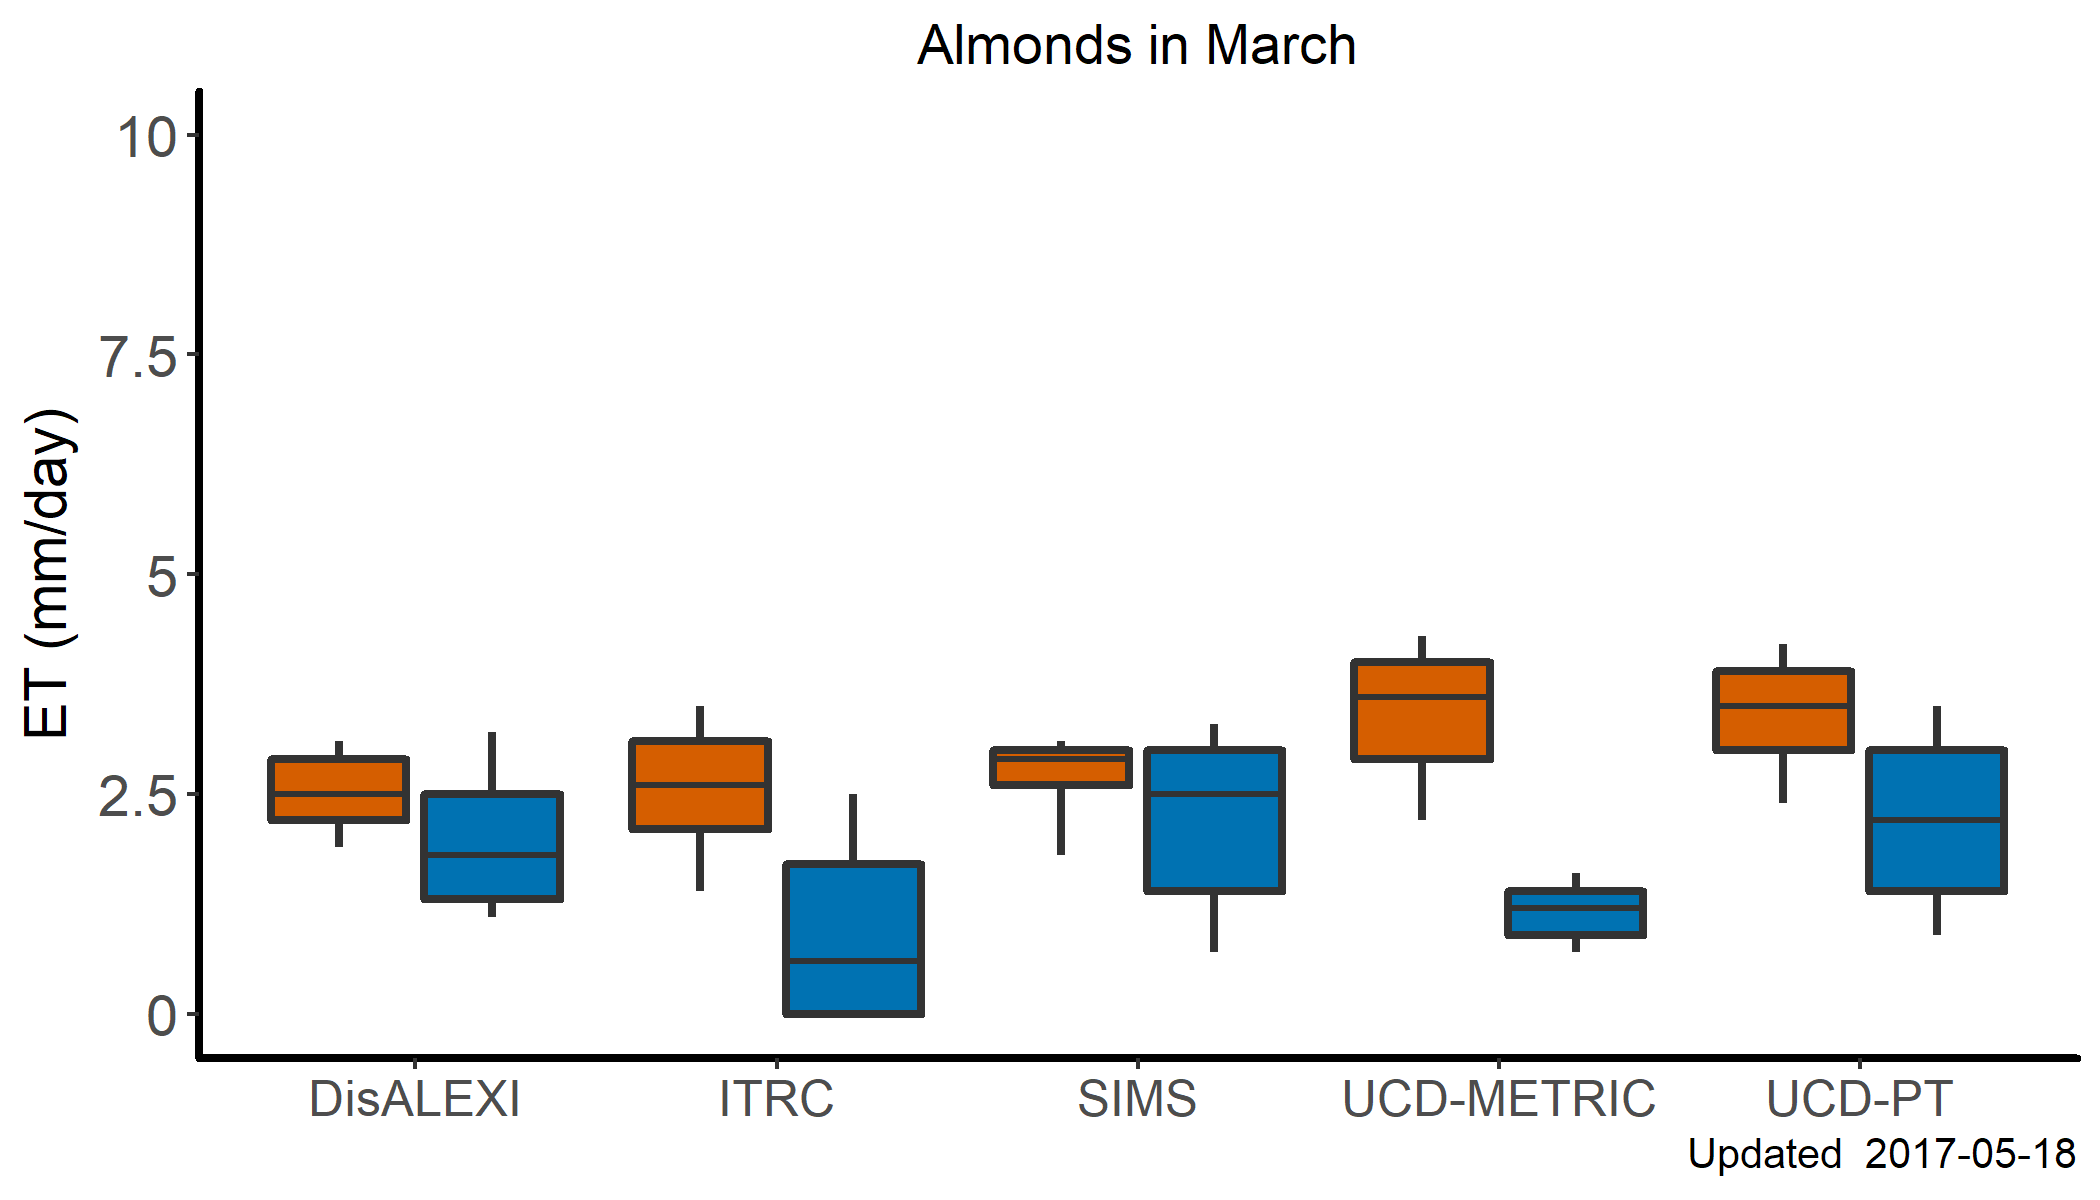 Almonds in March
ET (mm/day)
10
7.5
5
2.5
0
DisALEXI ITRC SIMS UCD-METRIC UCD-PT
Updated  2017-05-18